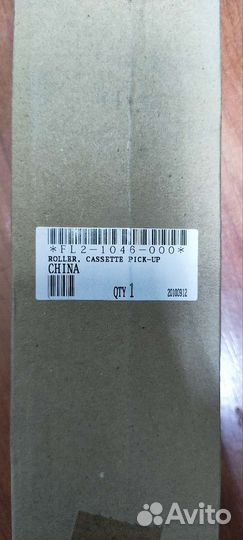 *FL2-1046-000*
ROLLER, CASSETTE PICK-UP
CHINA
QTY 1 20100912
Avito